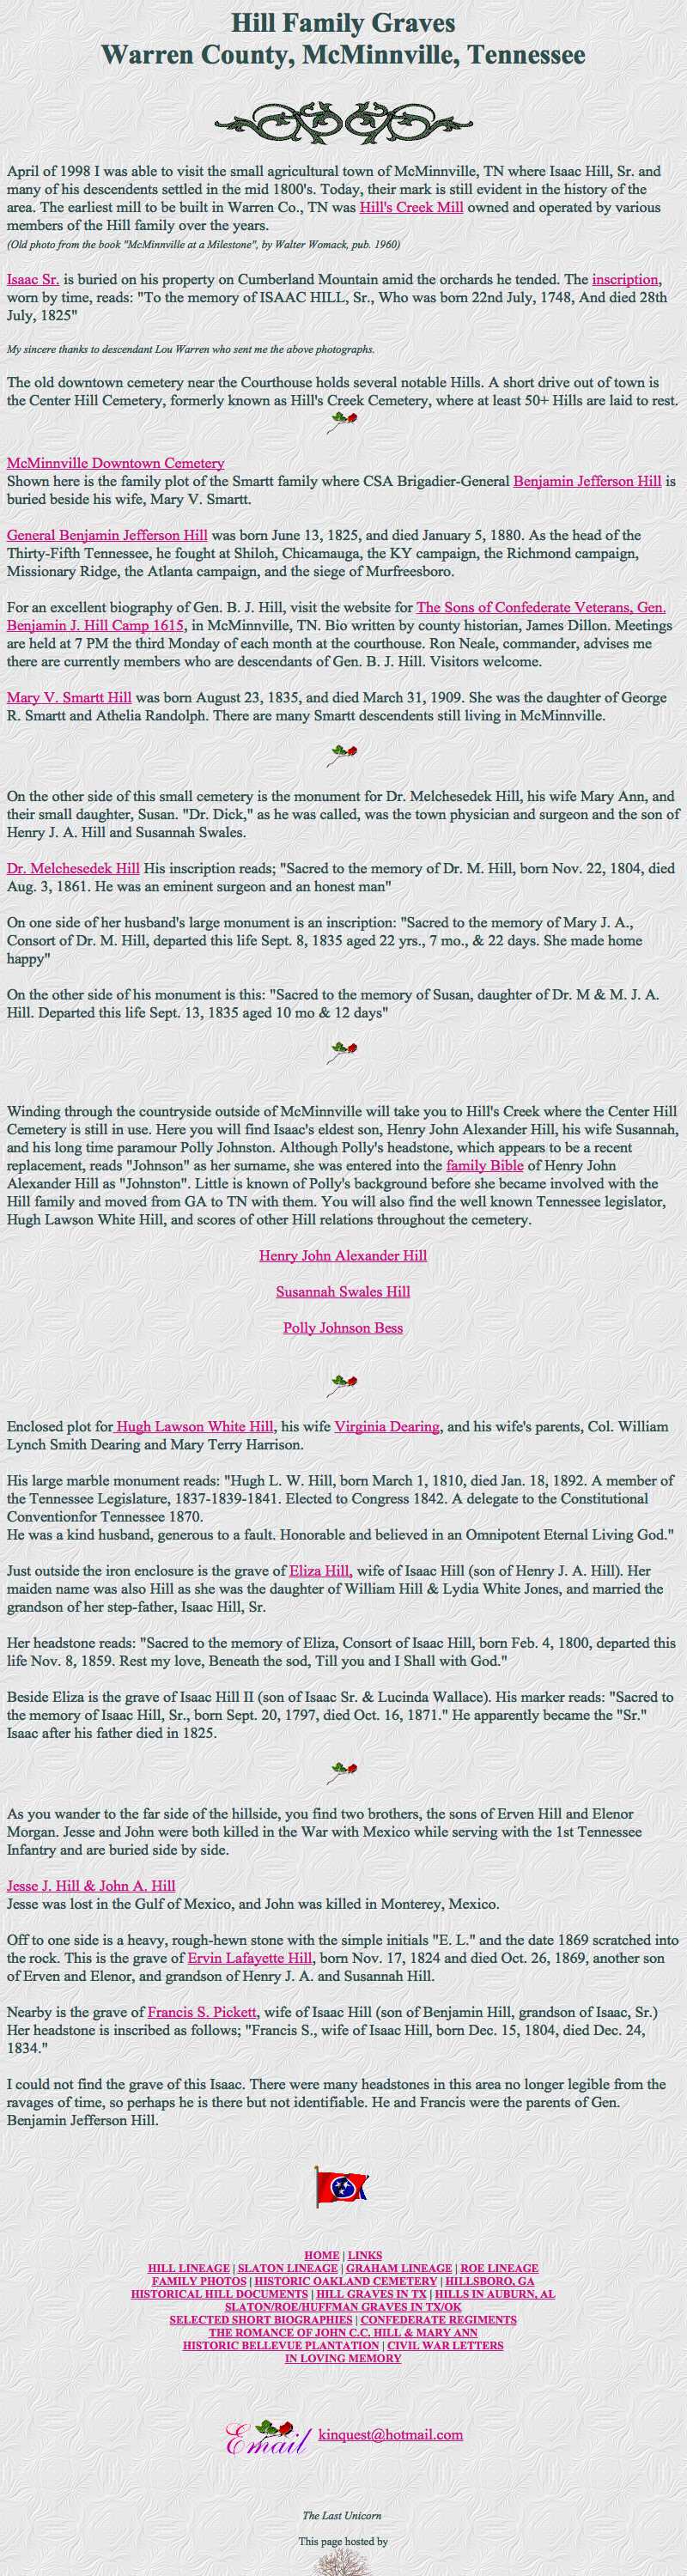 Hill Family Graves
Warren County, McMinnville, Tennessee
April of 1998 I was able to visit the small agricultural town of McMinnville, TN where Isaac Hill, Sr. and
many of his descendents settled in the mid 1800's. Today, their mark is still evident in the history of the
area. The earliest mill to be built in Warren Co., TN was Hill's Creek Mill owned and operated by various
members of the Hill family over the years.
(Old photo from the book "McMinnville at a Milestone", by Walter Womack, pub. 1960)
Isaac Sr. is buried on his property on Cumberland Mountain amid the orchards he tended. The inscription,
worn by time, reads: "To the memory of ISAAC HILL, Sr., Who was born 22nd July, 1748, And died 28th
July, 1825"
My sincere thanks to descendant Lou Warren who sent me the above photographs.
The old downtown cemetery near the Courthouse holds several notable Hills. A short drive out of town is
the Center Hill Cemetery, formerly known as Hill's Creek Cemetery, where at least 50+ Hills are laid to rest.
McMinnville Downtown Cemetery
Shown here is the family plot of the Smartt family where CSA Brigadier-General Benjamin Jefferson Hill is
buried beside his wife, Mary V. Smartt.
General Benjamin Jefferson Hill was born June 13, 1825, and died January 5, 1880. As the head of the
Thirty-Fifth Tennessee, he fought at Shiloh, Chicamauga, the KY campaign, the Richmond campaign,
Missionary Ridge, the Atlanta campaign, and the siege of Murfreesboro.
For an excellent biography of Gen. B. J. Hill, visit the website for The Sons of Confederate Veterans, Gen.
Benjamin J. Hill Camp 1615, in McMinnville, TN. Bio written by county historian, James Dillon. Meetings
are held at 7 PM the third Monday of each month at the courthouse. Ron Neale, commander, advises me
there are currently members who are descendants of Gen. B. J. Hill. Visitors welcome.
Mary V. Smartt Hill was born August 23, 1835, and died March 31, 1909. She was the daughter of George
R. Smartt and Athelia Randolph. There are many Smartt descendents still living in McMinnville.
On the other side of this small cemetery is the monument for Dr. Melchesedek Hill, his wife Mary Ann, and
their small daughter, Susan. "Dr. Dick," as he was called, was the town physician and surgeon and the son of
Henry J. A. Hill and Susannah Swales.
Dr. Melchesedek Hill His inscription reads; "Sacred to the memory of Dr. M. Hill, born Nov. 22, 1804, died
Aug. 3, 1861. He was an eminent surgeon and an honest man"
On one side of her husband's large monument is an inscription: "Sacred to the memory of Mary J. A.,
Consort of Dr. M. Hill, departed this life Sept. 8, 1835 aged 22 yrs., 7 mo., & 22 days. She made home
happy"
On the other side of his monument is this: "Sacred to the memory of Susan, daughter of Dr. M & M. J. A.
Hill. Departed this life Sept. 13, 1835 aged 10 mo & 12 days"
Winding through the countryside outside of McMinnville will take you to Hill's Creek where the Center Hill
Cemetery is still in use. Here you will find Isaac's eldest son, Henry John Alexander Hill, his wife Susannah,
and his long time paramour Polly Johnston. Although Polly's headstone, which appears to be a recent
replacement, reads "Johnson" as her surname, she was entered into the family Bible of Henry John
Alexander Hill as "Johnston". Little is known of Polly's background before she became involved with the
Hill family and moved from GA to TN with them. You will also find the well known Tennessee legislator,
Hugh Lawson White Hill, and scores of other Hill relations throughout the cemetery.
Henry John Alexander Hill
Susannah Swales Hill
Polly Johnson Bess
Enclosed plot for Hugh Lawson White Hill, his wife Virginia Dearing, and his wife's parents, Col. William
Lynch Smith Dearing and Mary Terry Harrison.
His large marble monument reads: "Hugh L. W. Hill, born March 1, 1810, died Jan. 18, 1892. A member of
the Tennessee Legislature, 1837-1839-1841. Elected to Congress 1842. A delegate to the Constitutional
Conventionfor Tennessee 1870.
He was a kind husband, generous to a fault. Honorable and believed in an Omnipotent Eternal Living God."
Just outside the iron enclosure is the grave of Eliza Hill, wife of Isaac Hill (son of Henry J. A. Hill). Her
maiden name was also Hill as she was the daughter of William Hill & Lydia White Jones, and married the
grandson of her step-father, Isaac Hill, Sr.
Her headstone reads: "Sacred to the memory of Eliza, Consort of Isaac Hill, born Feb. 4, 1800, departed this
life Nov. 8, 1859. Rest my love, Beneath the sod, Till you and I Shall with God."
Beside Eliza is the grave of Isaac Hill II (son of Isaac Sr. & Lucinda Wallace). His marker reads: "Sacred to
the memory of Isaac Hill, Sr., born Sept. 20, 1797, died Oct. 16, 1871." He apparently became the "Sr."
Isaac after his father died in 1825.
As you wander to the far side of the hillside, you find two brothers, the sons of Erven Hill and Elenor
Morgan. Jesse and John were both killed in the War with Mexico while serving with the 1st Tennessee
Infantry and are buried side by side.
Jesse J. Hill & John A. Hill
Jesse was lost in the Gulf of Mexico, and John was killed in Monterey, Mexico.
Off to one side is a heavy, rough-hewn stone with the simple initials "E. L." and the date 1869 scratched into
the rock. This is the grave of Ervin Lafayette Hill, born Nov. 17, 1824 and died Oct. 26, 1869, another son
of Erven and Elenor, and grandson of Henry J. A. and Susannah Hill.
Nearby is the grave of Francis S. Pickett, wife of Isaac Hill (son of Benjamin Hill, grandson of Isaac, Sr.)
Her headstone is inscribed as follows; "Francis S., wife of Isaac Hill, born Dec. 15, 1804, died Dec. 24,
1834."
I could not find the grave of this Isaac. There were many headstones in this area no longer legible from the
ravages of time, so perhaps he is there but not identifiable. He and Francis were the parents of Gen.
Benjamin Jefferson Hill.
HOME | LINKS
HILL LINEAGE | SLATON LINEAGE | GRAHAM LINEAGE | ROE LINEAGE
FAMILY PHOTOS | HISTORIC OAKLAND CEMETERY | HILLSBORO, GA
HISTORICAL HILL DOCUMENTS | HILL GRAVES IN TX | HILLS IN AUBURN, AL
SLATON/ROE/HUFFMAN GRAVES IN TX/OK
SELECTED SHORT BIOGRAPHIES | CONFEDERATE REGIMENTS
THE ROMANCE OF JOHN C.C. HILL & MARY ANN
HISTORIC BELLEVUE PLANTATION | CIVIL WAR LETTERS
IN LOVING MEMORY
Email kinquest@hotmail.com
The Last Unicorn
This page hosted by